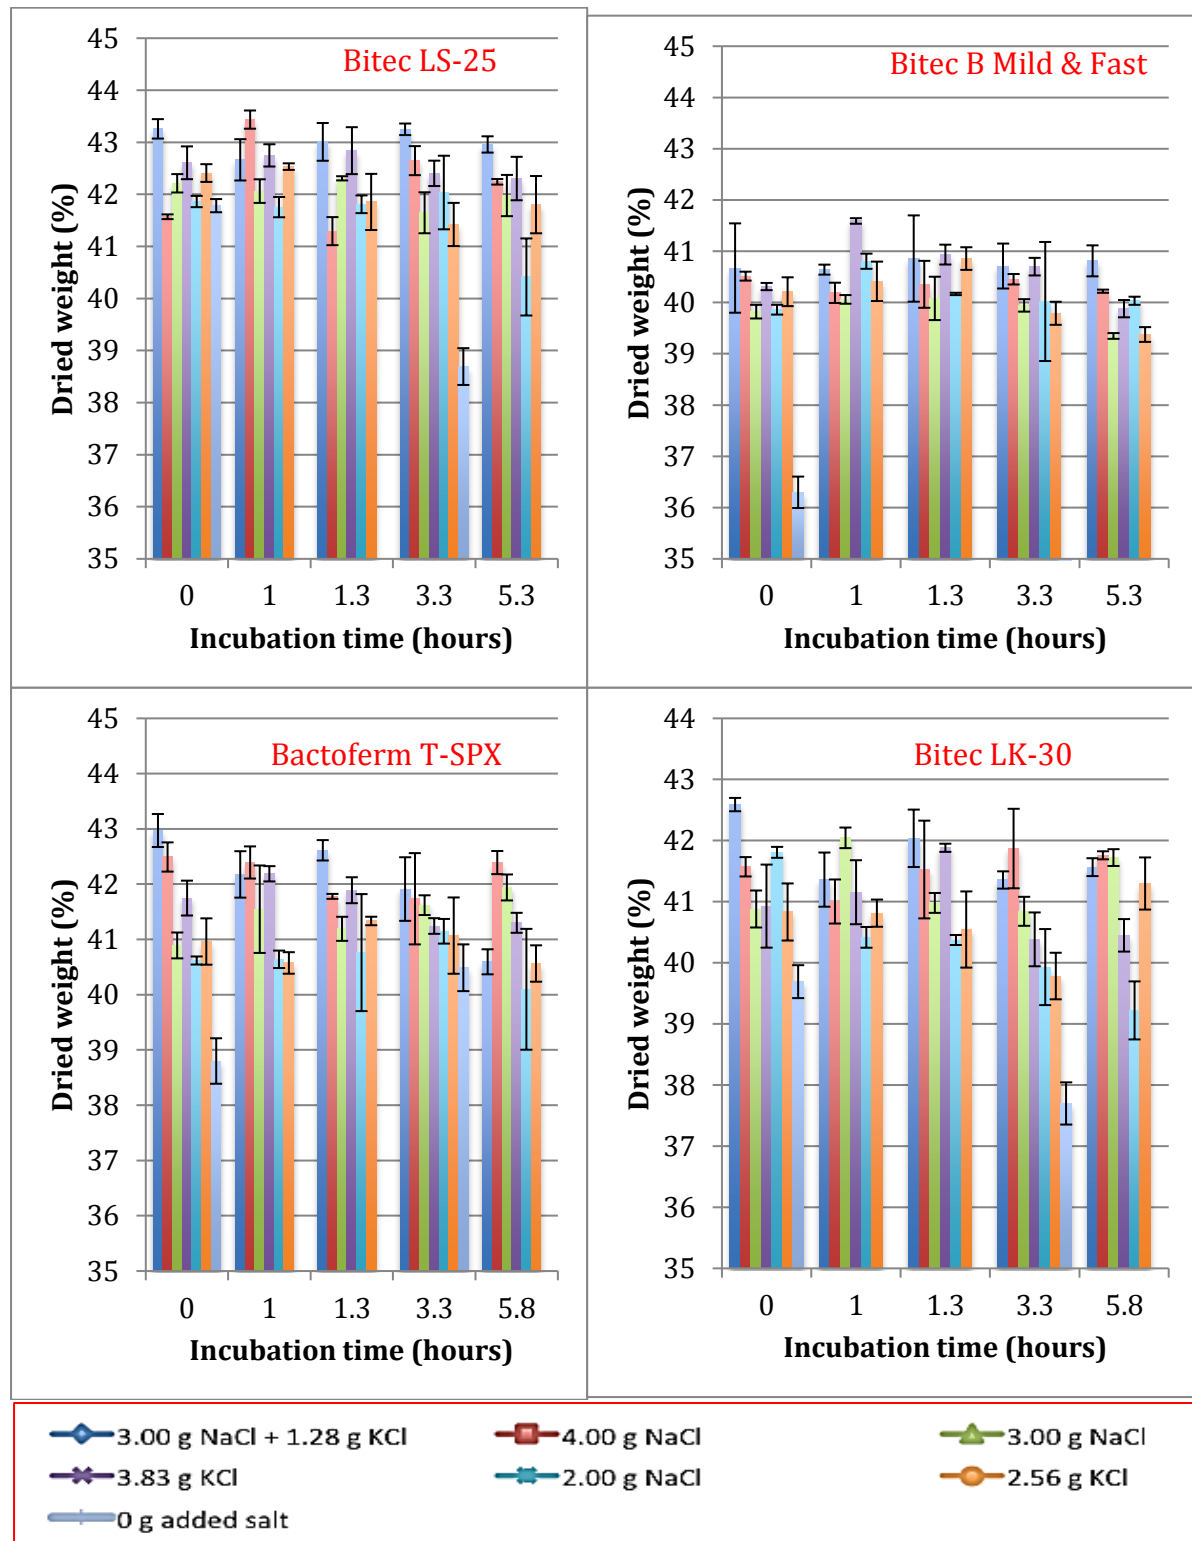 Bitec LS-25
Dried weight (%)
45
44
43
42
41
40
39
38
37
36
35
0 1 1.3 3.3 5.3
Incubation time (hours)
Bitec B Mild & Fast
Dried weight (%)
45
44
43
42
41
40
39
38
37
36
35
0 1 1.3 3.3 5.3
Incubation time (hours)
Bactoferm T-SPX
Dried weight (%)
45
44
43
42
41
40
39
38
37
36
35
0 1 1.3 3.3 5.8
Incubation time (hours)
Bitec LK-30
Dried weight (%)
44
43
42
41
40
39
38
37
36
35
0 1 1.3 3.3 5.8
Incubation time (hours)
3.00 g NaCl + 1.28 g KCl 4.00 g NaCl 3.00 g NaCl
3.83 g KCl 2.00 g NaCl 2.56 g KCl
0 g added salt